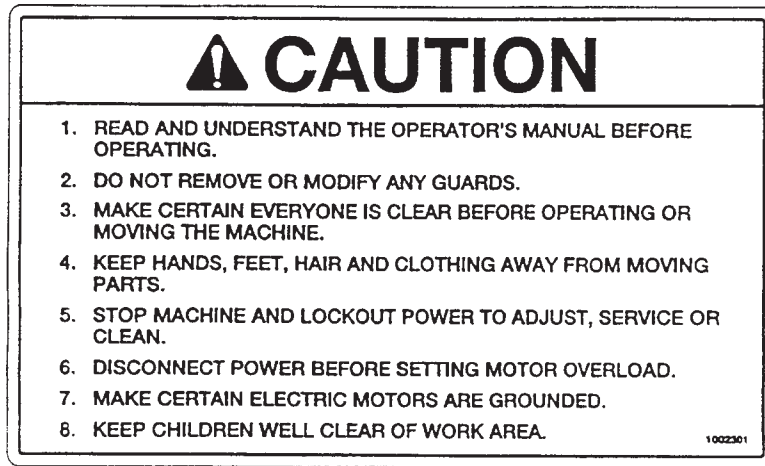 CAUTION
1. READ AND UNDERSTAND THE OPERATOR'S MANUAL BEFORE
OPERATING.
2. DO NOT REMOVE OR MODIFY ANY GUARDS.
3. MAKE CERTAIN EVERYONE IS CLEAR BEFORE OPERATING OR
MOVING THE MACHINE.
4. KEEP HANDS, FEET, HAIR AND CLOTHING AWAY FROM MOVING
PARTS.
5. STOP MACHINE AND LOCKOUT POWER TO ADJUST, SERVICE OR
CLEAN.
6. DISCONNECT POWER BEFORE SETTING MOTOR OVERLOAD.
7. MAKE CERTAIN ELECTRIC MOTORS ARE GROUNDED.
8. KEEP CHILDREN WELL CLEAR OF WORK AREA.
1002301